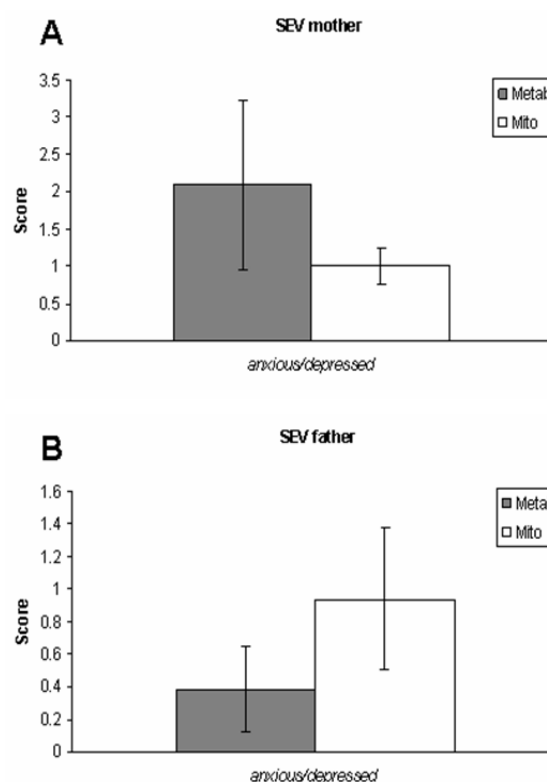 A
SEV mother
3.5
3
2.5
2
1.5
1
0.5
0
Score
Metab
Mito
anxious/depressed
B
SEV father
1.6
1.4
1.2
1
0.8
0.6
0.4
0.2
0
Score
Meta
Mito
anxious/depressed